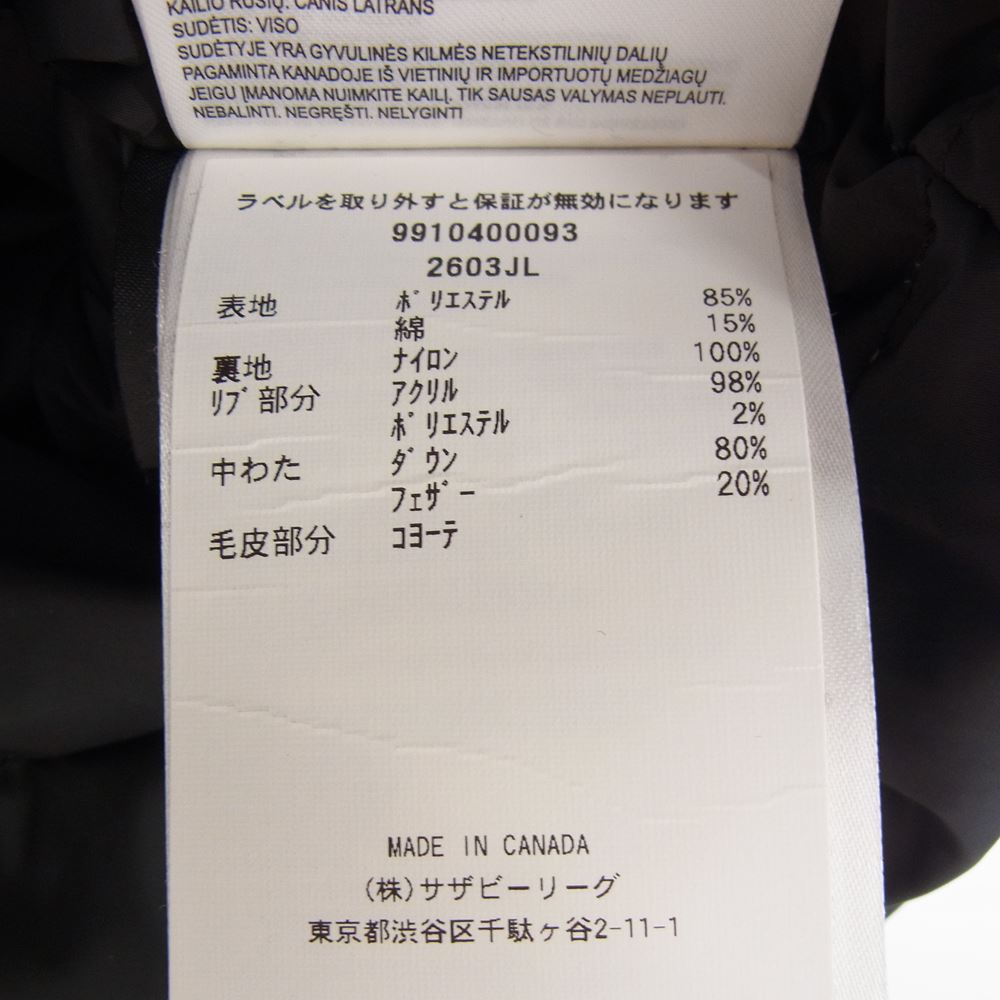 KAILIO RŪŠIŲ: CANIS LATRANS
SUDĖTIS: VISO
SUDĖTYJE YRA GYVULINĖS KILMĖS NETEKSTILINIŲ DALIŲ
PAGAMINTA KANADOJE IŠ VIETINIŲ IR IMPORTUOTŲ MEDŽIAGŲ
JEIGU ĮMANOMA NUIMKITE KAILĮ. TIK SAUSAS VALYMAS NEPLAUTI.
NEBALINTI. NEGRĘŠTI. NELYGINTI
ラベルを取り外すと保証が無効になります
9910400093
2603JL
表地 ﾎﾟﾘｴｽﾃﾙ 85%
綿 15%
裏地 ﾅｲﾛﾝ 100%
ﾘﾌﾞ部分 ｱｸﾘﾙ 98%
ﾎﾟﾘｴｽﾃﾙ 2%
中わた ﾀﾞｳﾝ 80%
ﾌｪｻﾞｰ 20%
毛皮部分 ｺﾖｰﾃ
MADE IN CANADA
(株)サザビーリーグ
東京都渋谷区千駄ヶ谷2-11-1